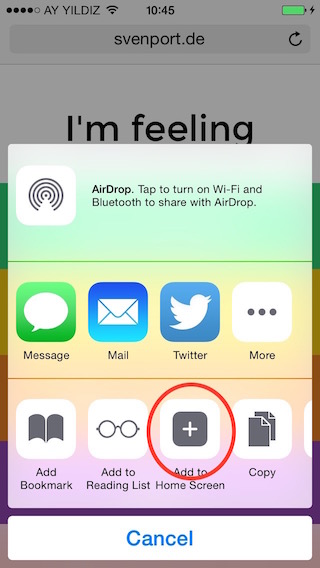 AY YILDIZ 10:45
svenport.de
I'm feeling
AirDrop. Tap to turn on Wi-Fi and
Bluetooth to share with AirDrop.
Message Mail Twitter More
Add Bookmark Add to Reading List Add to Home Screen Copy
Cancel